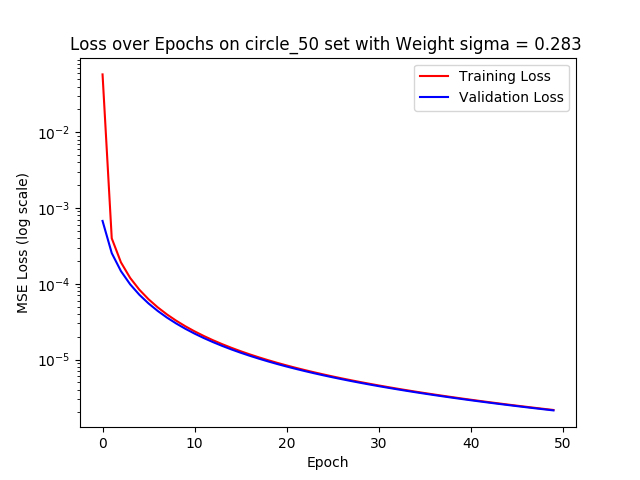 Loss over Epochs on circle_50 set with Weight sigma = 0.283
Training Loss
Validation Loss
MSE Loss (log scale)
10⁻²
10⁻³
10⁻⁴
10⁻⁵
0 10 20 30 40 50
Epoch